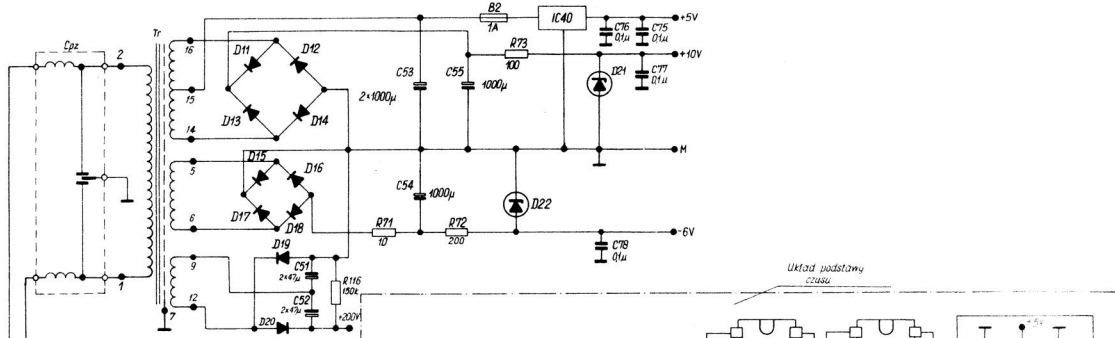 B2
1A
IC40
+5V
C76
0,1µ
C75
0,1µ
Cpz
Tr
2
16
D11
D12
R73
100
+10V
C53
C55
D21
C77
0,1µ
2×1000µ
1000µ
15
D13
D14
14
M
5
D15
D16
C54
1000µ
D22
D17
D18
6
R71
10
R72
200
-6V
D19
C78
0,1µ
9
C51
2×47µ
R116
150k
1
12
C52
2×47µ
7
D20
+200V
Układ podstawy
czasu
+5V